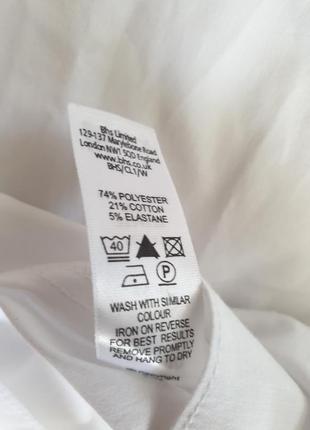 Bhs Limited
129-137 Marylebone Road
London NW1 5QD England
www.bhs.co.uk
BHS/CL1/W
74% POLYESTER
21% COTTON
5% ELASTANE
40
P
WASH WITH SIMILAR
COLOUR
IRON ON REVERSE
FOR BEST RESULTS
REMOVE PROMPTLY
AND HANG TO DRY